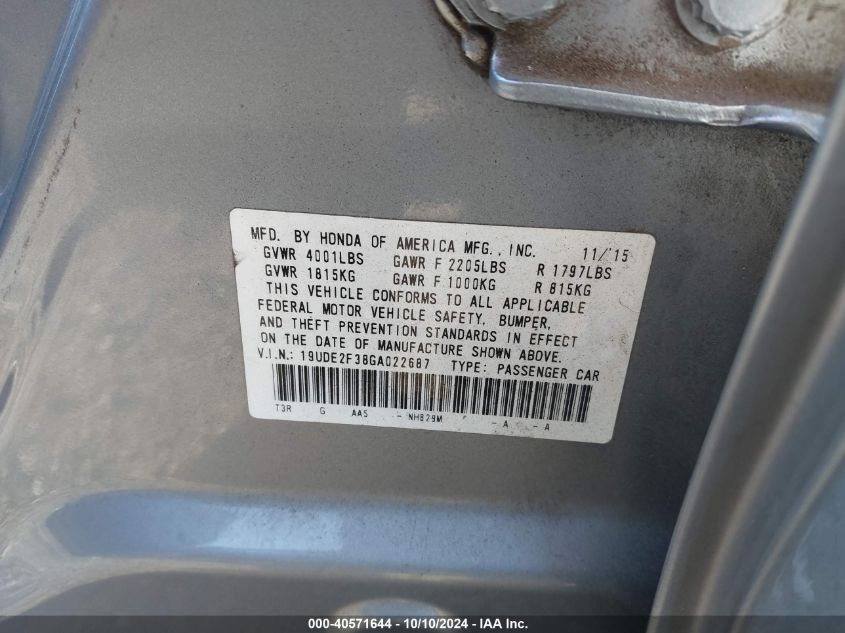 MFD. BY HONDA OF AMERICA MFG., INC. 11/'15
GVWR 4001LBS GAWR F 2205LBS R 1797LBS
GVWR 1815KG GAWR F 1000KG R 815KG
THIS VEHICLE CONFORMS TO ALL APPLICABLE
FEDERAL MOTOR VEHICLE SAFETY, BUMPER,
AND THEFT PREVENTION STANDARDS IN EFFECT
ON THE DATE OF MANUFACTURE SHOWN ABOVE.
V.I.N.: 19UDE2F38GA022687 TYPE: PASSENGER CAR
T3R G AA5 - NH829M - A - A
000-40571644 - 10/10/2024 - IAA Inc.